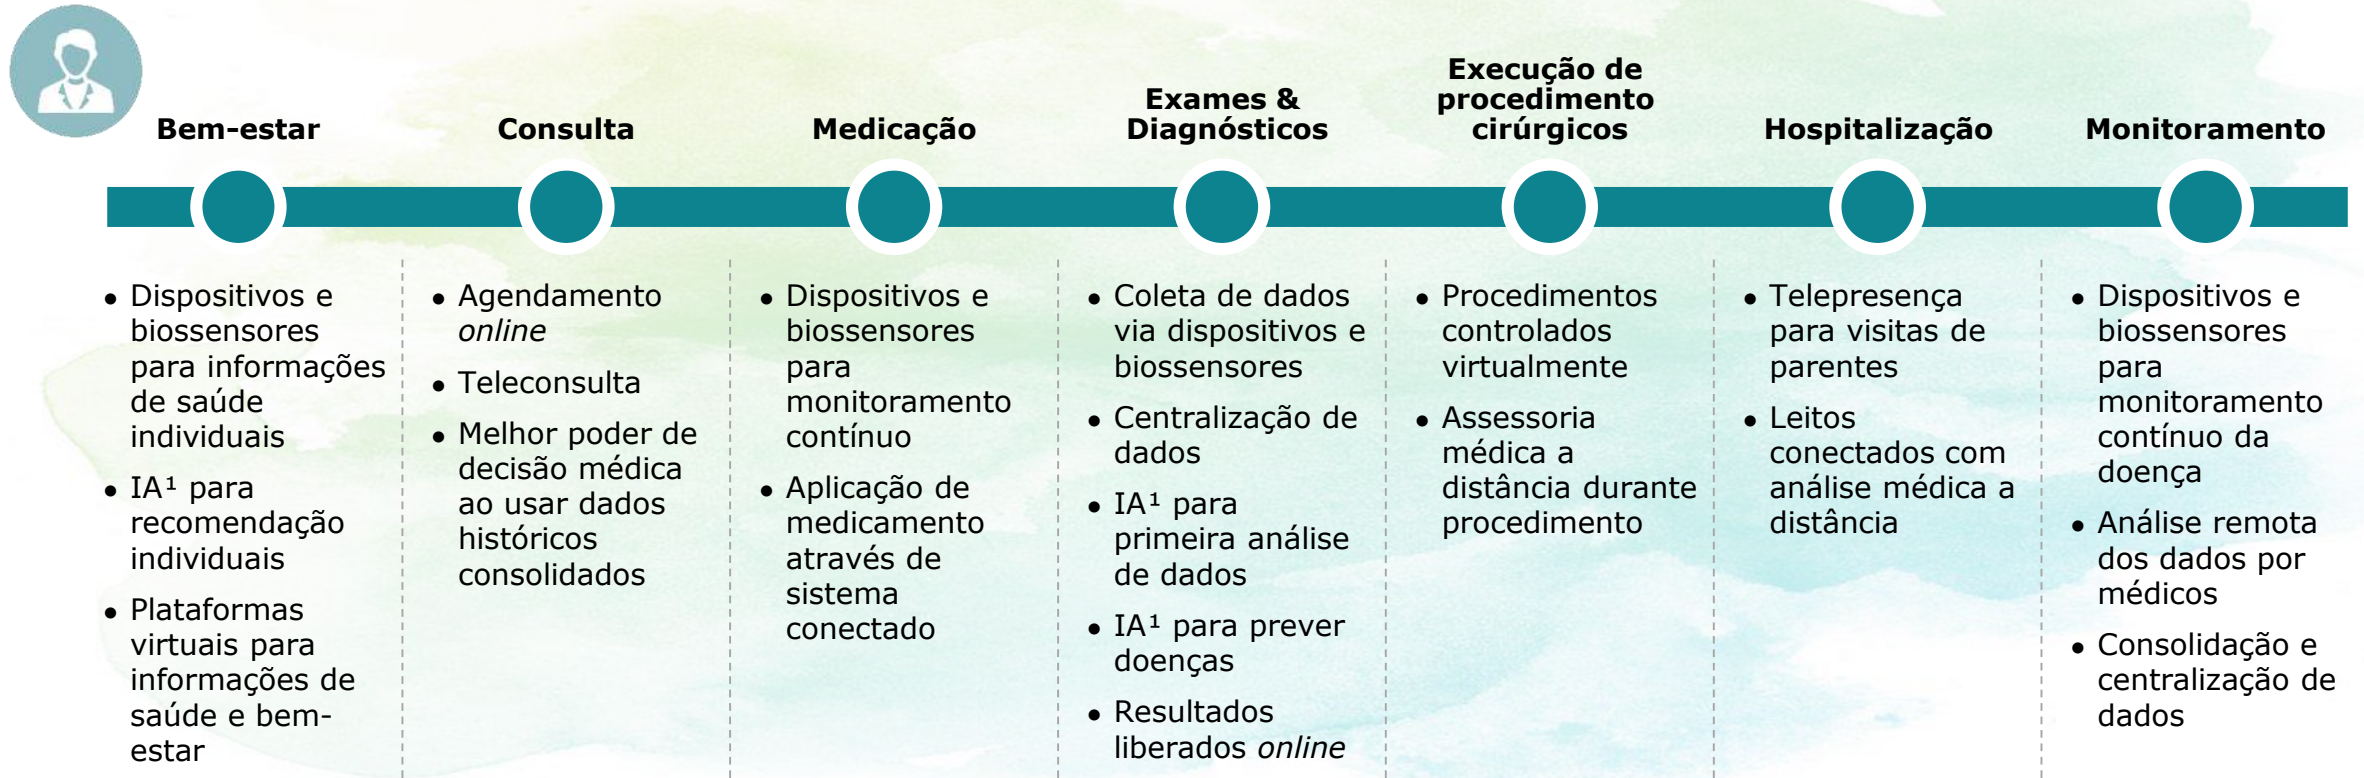 Bem-estar
Consulta
Medicação
Exames &
Diagnósticos
Execução de
procedimento
cirúrgicos
Hospitalização
Monitoramento
• Dispositivos e
biossensores
para informações
de saúde
individuais
• IA¹ para
recomendação
individuais
• Plataformas
virtuais para
informações de
saúde e bem-
estar
• Agendamento
online
• Teleconsulta
• Melhor poder de
decisão médica
ao usar dados
históricos
consolidados
• Dispositivos e
biossensores
para
monitoramento
contínuo
• Aplicação de
medicamento
através de
sistema
conectado
• Coleta de dados
via dispositivos e
biossensores
• Centralização de
dados
• IA¹ para
primeira análise
de dados
• IA¹ para prever
doenças
• Resultados
liberados online
• Procedimentos
controlados
virtualmente
• Assessoria
médica a
distância durante
procedimento
• Telepresença
para visitas de
parentes
• Leitos
conectados com
análise médica a
distância
• Dispositivos e
biossensores
para
monitoramento
contínuo da
doença
• Análise remota
dos dados por
médicos
• Consolidação e
centralização de
dados